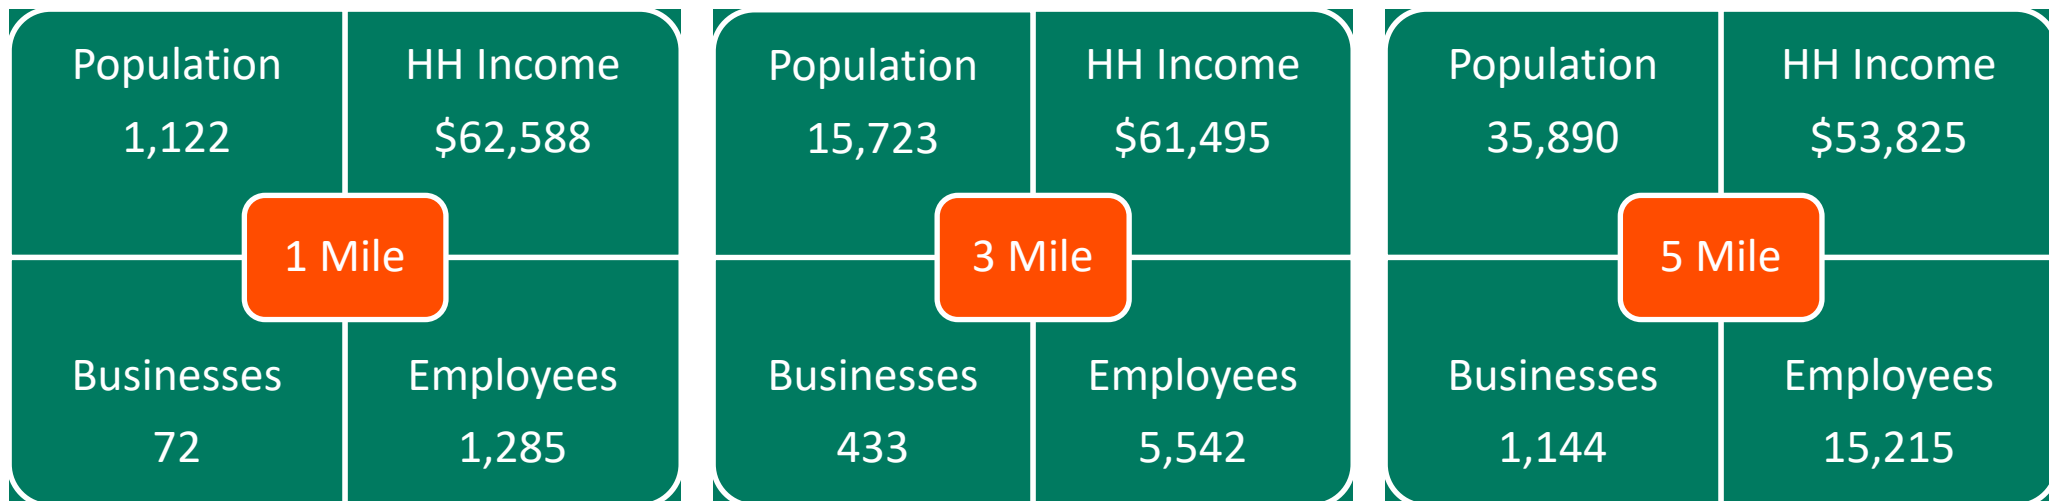 Population
1,122
HH Income
$62,588
1 Mile
Businesses
72
Employees
1,285
Population
15,723
HH Income
$61,495
3 Mile
Businesses
433
Employees
5,542
Population
35,890
HH Income
$53,825
5 Mile
Businesses
1,144
Employees
15,215